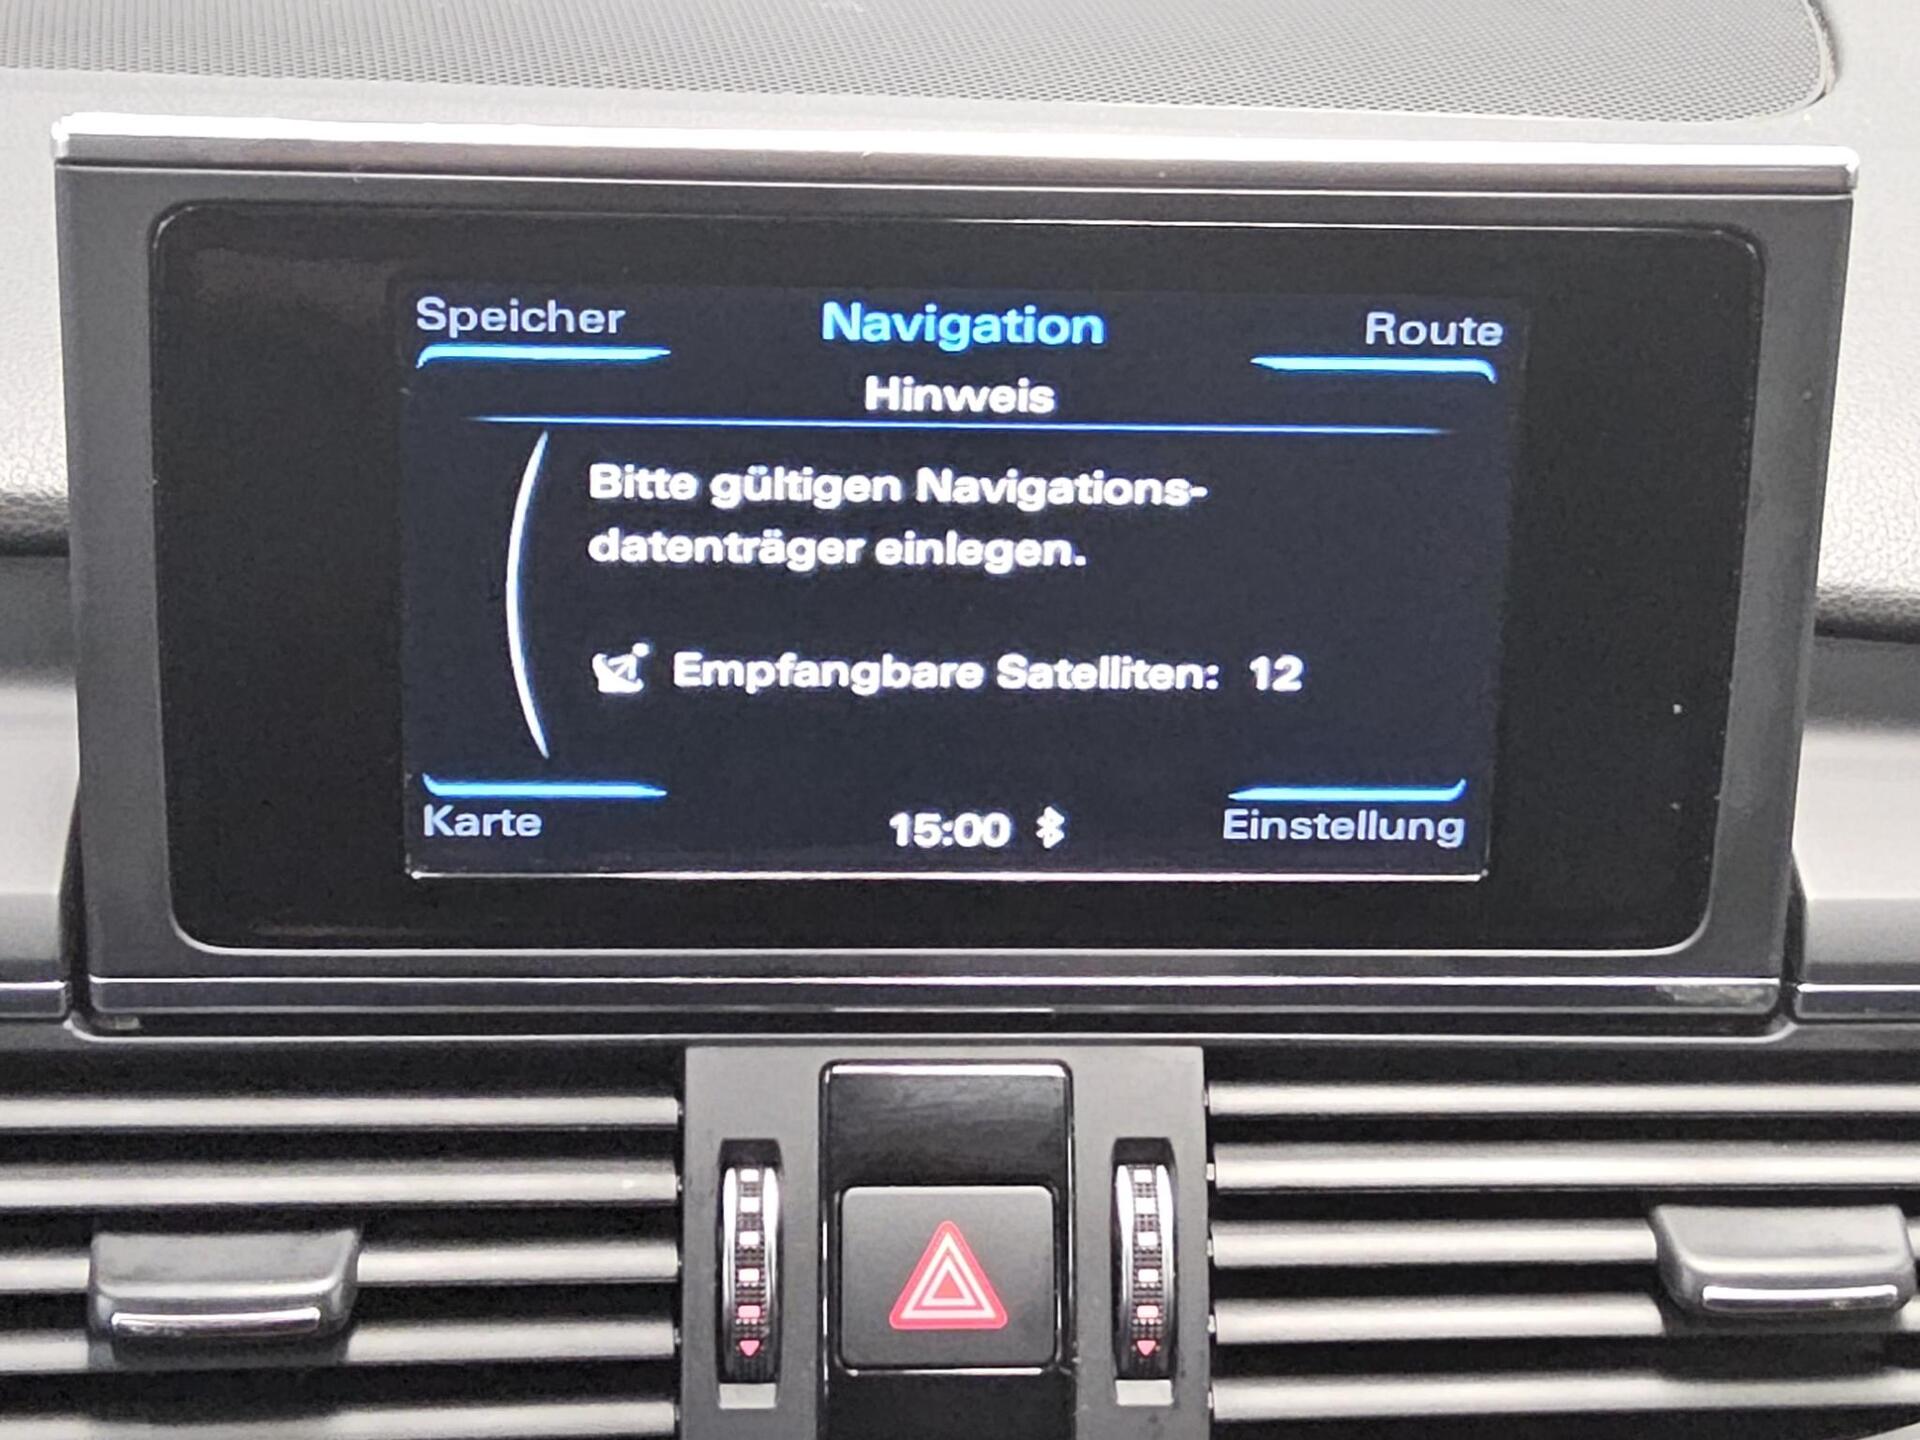 Speicher
Navigation
Route
Hinweis
Bitte gültigen Navigations-
datenträger einlegen.
Empfangbare Satelliten: 12
Karte
15:00
Einstellung